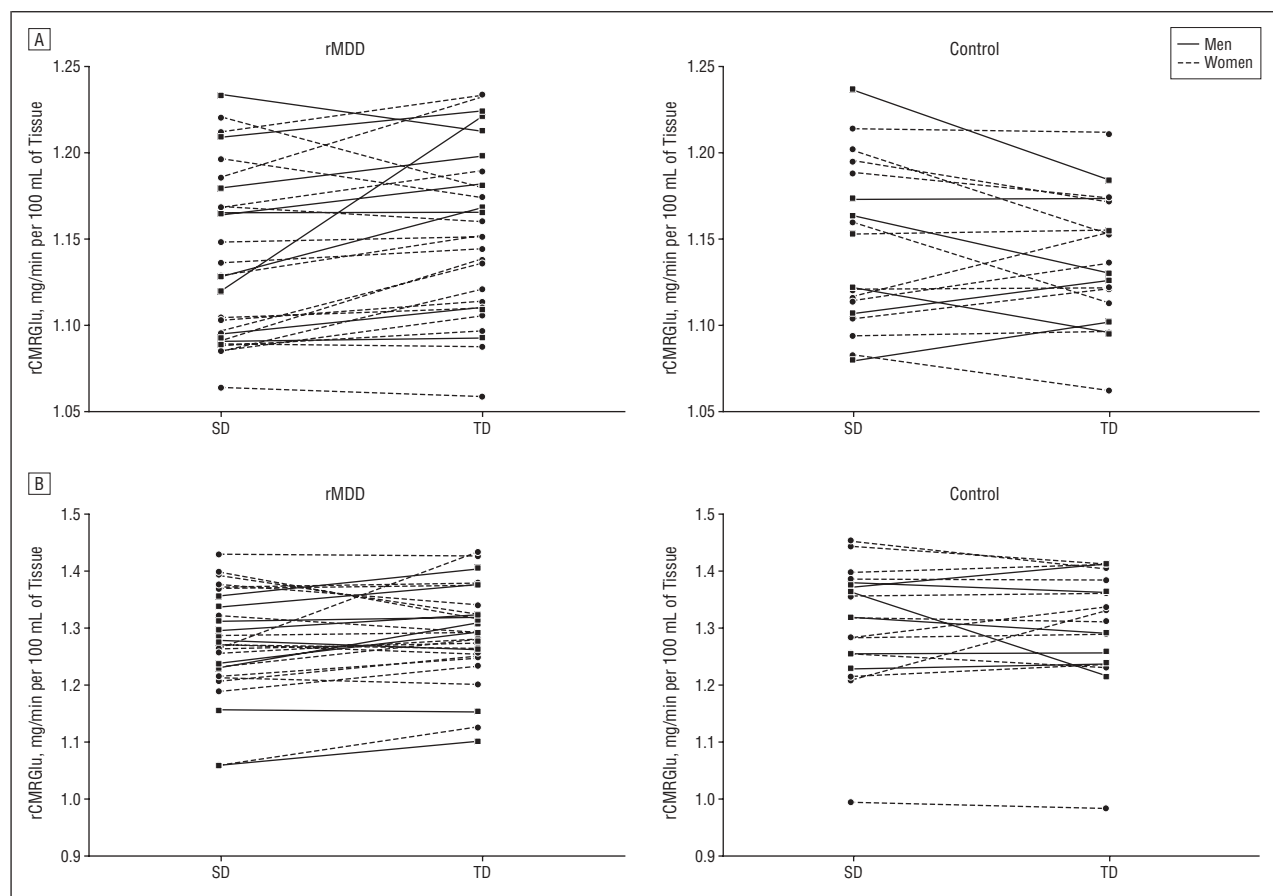 A
rMDD
Control
Men
Women
rCMRGlu, mg/min per 100 mL of Tissue
1.25
1.20
1.15
1.10
1.05
SD
TD
rCMRGlu, mg/min per 100 mL of Tissue
1.25
1.20
1.15
1.10
1.05
SD
TD
B
rMDD
Control
rCMRGlu, mg/min per 100 mL of Tissue
1.5
1.4
1.3
1.2
1.1
1.0
0.9
SD
TD
rCMRGlu, mg/min per 100 mL of Tissue
1.5
1.4
1.3
1.2
1.1
1.0
0.9
SD
TD